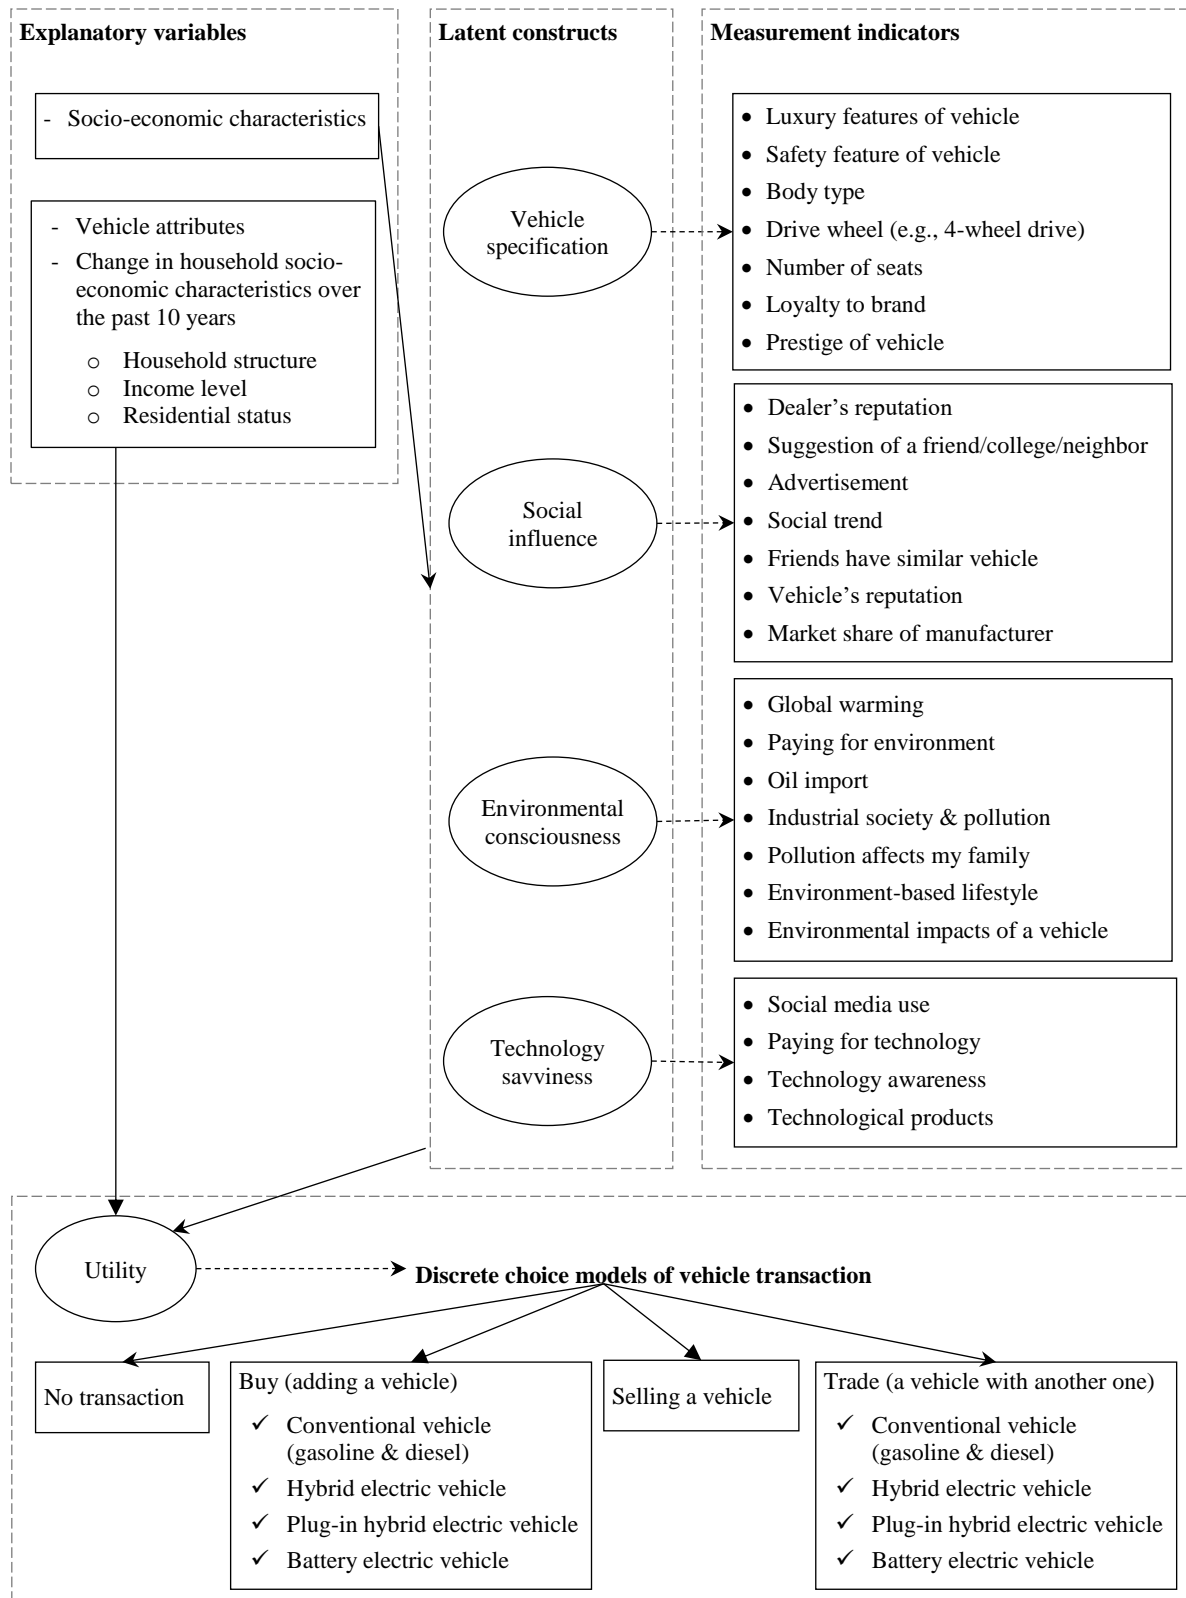 Explanatory variables
- Socio-economic characteristics
- Vehicle attributes
- Change in household socio-
economic characteristics over
the past 10 years
o Household structure
o Income level
o Residential status
Latent constructs
Vehicle
specification
Social
influence
Environmental
consciousness
Technology
savviness
Measurement indicators
• Luxury features of vehicle
• Safety feature of vehicle
• Body type
• Drive wheel (e.g., 4-wheel drive)
• Number of seats
• Loyalty to brand
• Prestige of vehicle
• Dealer's reputation
• Suggestion of a friend/college/neighbor
• Advertisement
• Social trend
• Friends have similar vehicle
• Vehicle's reputation
• Market share of manufacturer
• Global warming
• Paying for environment
• Oil import
• Industrial society & pollution
• Pollution affects my family
• Environment-based lifestyle
• Environmental impacts of a vehicle
• Social media use
• Paying for technology
• Technology awareness
• Technological products
Utility
Discrete choice models of vehicle transaction
No transaction
Buy (adding a vehicle)
✓ Conventional vehicle
(gasoline & diesel)
✓ Hybrid electric vehicle
✓ Plug-in hybrid electric vehicle
✓ Battery electric vehicle
Selling a vehicle
Trade (a vehicle with another one)
✓ Conventional vehicle
(gasoline & diesel)
✓ Hybrid electric vehicle
✓ Plug-in hybrid electric vehicle
✓ Battery electric vehicle